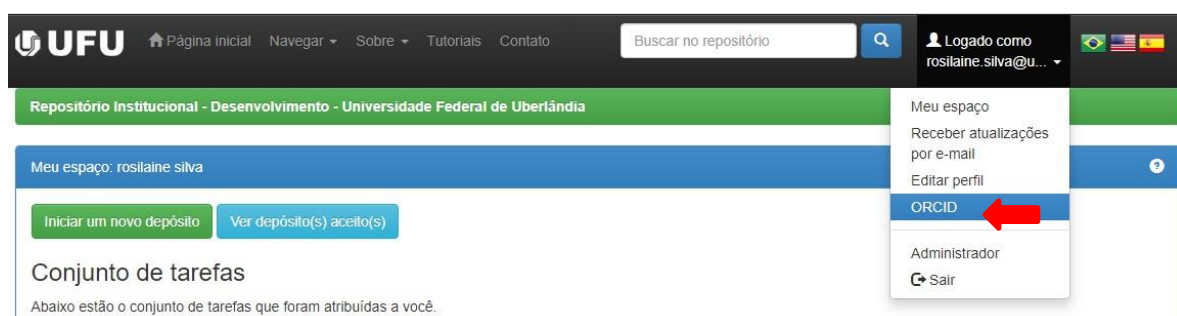 UFU Página inicial Navegar Sobre Tutoriais Contato Buscar no repositório Logado como
rosilaine.silva@u...
Repositório Institucional - Desenvolvimento - Universidade Federal de Uberlândia
Meu espaço
Receber atualizações
por e-mail
Editar perfil
ORCID
Administrador
Sair
Meu espaço: rosilaine silva
Iniciar um novo depósito Ver depósito(s) aceito(s)
Conjunto de tarefas
Abaixo estão o conjunto de tarefas que foram atribuídas a você.